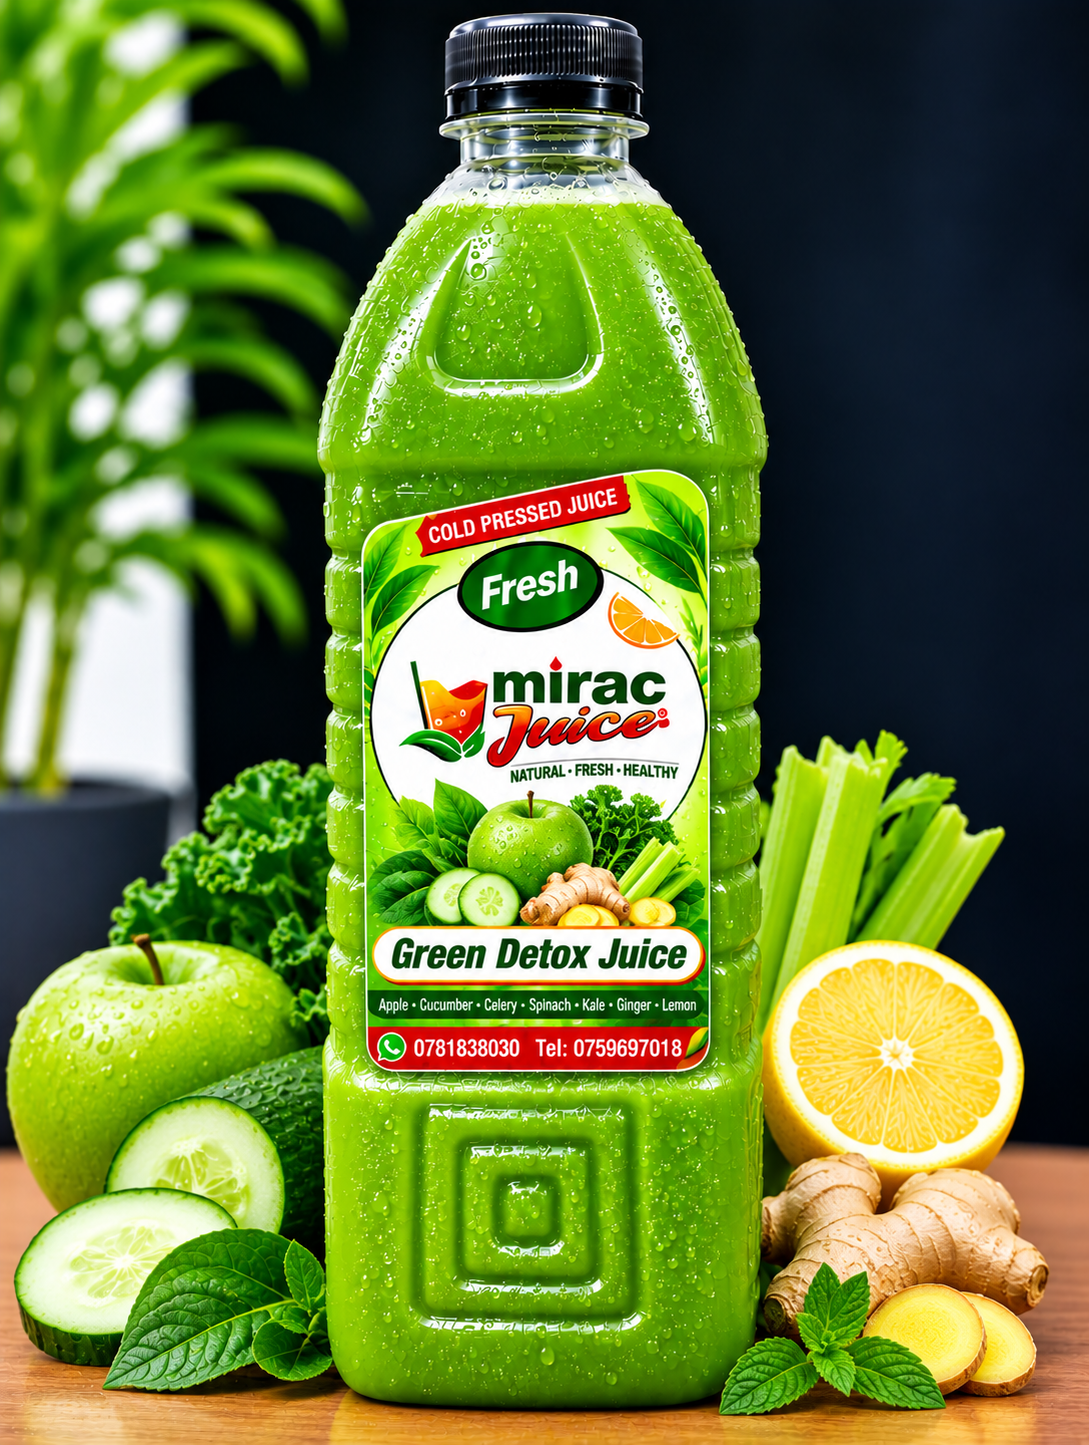 COLD PRESSED JUICE
Fresh
mirac
Juice
NATURAL • FRESH • HEALTHY
Green Detox Juice
Apple • Cucumber • Celery • Spinach • Kale • Ginger • Lemon
0781838030 Tel: 0759697018